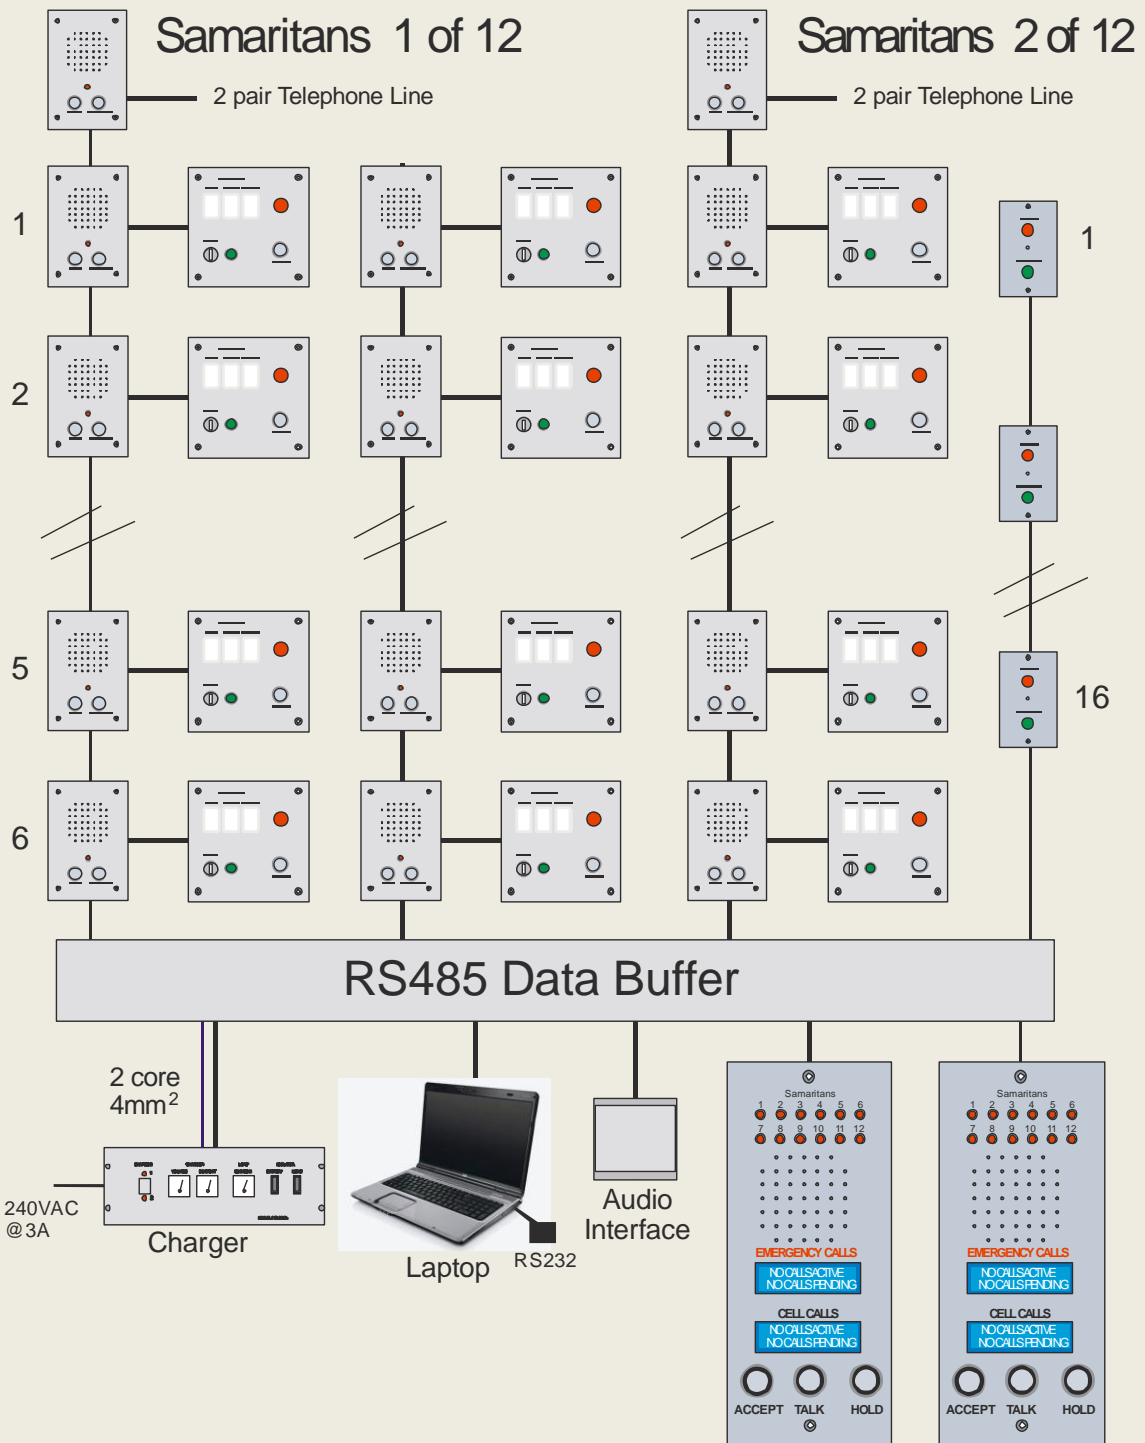 Samaritans 1 of 12
Samaritans 2 of 12
2 pair Telephone Line
2 pair Telephone Line
1
1
2
5
16
6
RS485 Data Buffer
2 core
4mm²
240VAC
@3A
Charger
Laptop
RS232
Audio
Interface
Samaritans
1 2 3 4 5 6
7 8 9 10 11 12
EMERGENCY CALLS
NO CALLS ACTIVE
NO CALLS PENDING
CELL CALLS
NO CALLS ACTIVE
NO CALLS PENDING
ACCEPT TALK HOLD
Samaritans
1 2 3 4 5 6
7 8 9 10 11 12
EMERGENCY CALLS
NO CALLS ACTIVE
NO CALLS PENDING
CELL CALLS
NO CALLS ACTIVE
NO CALLS PENDING
ACCEPT TALK HOLD